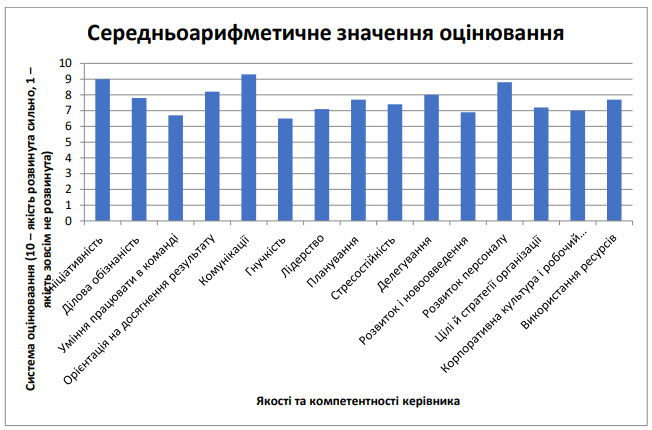 Середньоарифметичне значення оцінювання
Система оцінюваання (10 – якість розвинута сильно, 1 –
якість зовсім не розвинута)
10
9
8
7
6
5
4
3
2
1
0
Ініціативність
Ділова обізнаність
Уміння працювати в команді
Орієнтація на досягнення результату
Комунікації
Гнучкість
Лідерство
Планування
Стресостійкість
Делегування
Розвиток і нововведення
Розвиток персоналу
Цілі й стратегії організації
Корпоративна культура і робочий…
Використання ресурсів
Якості та компетентності керівника